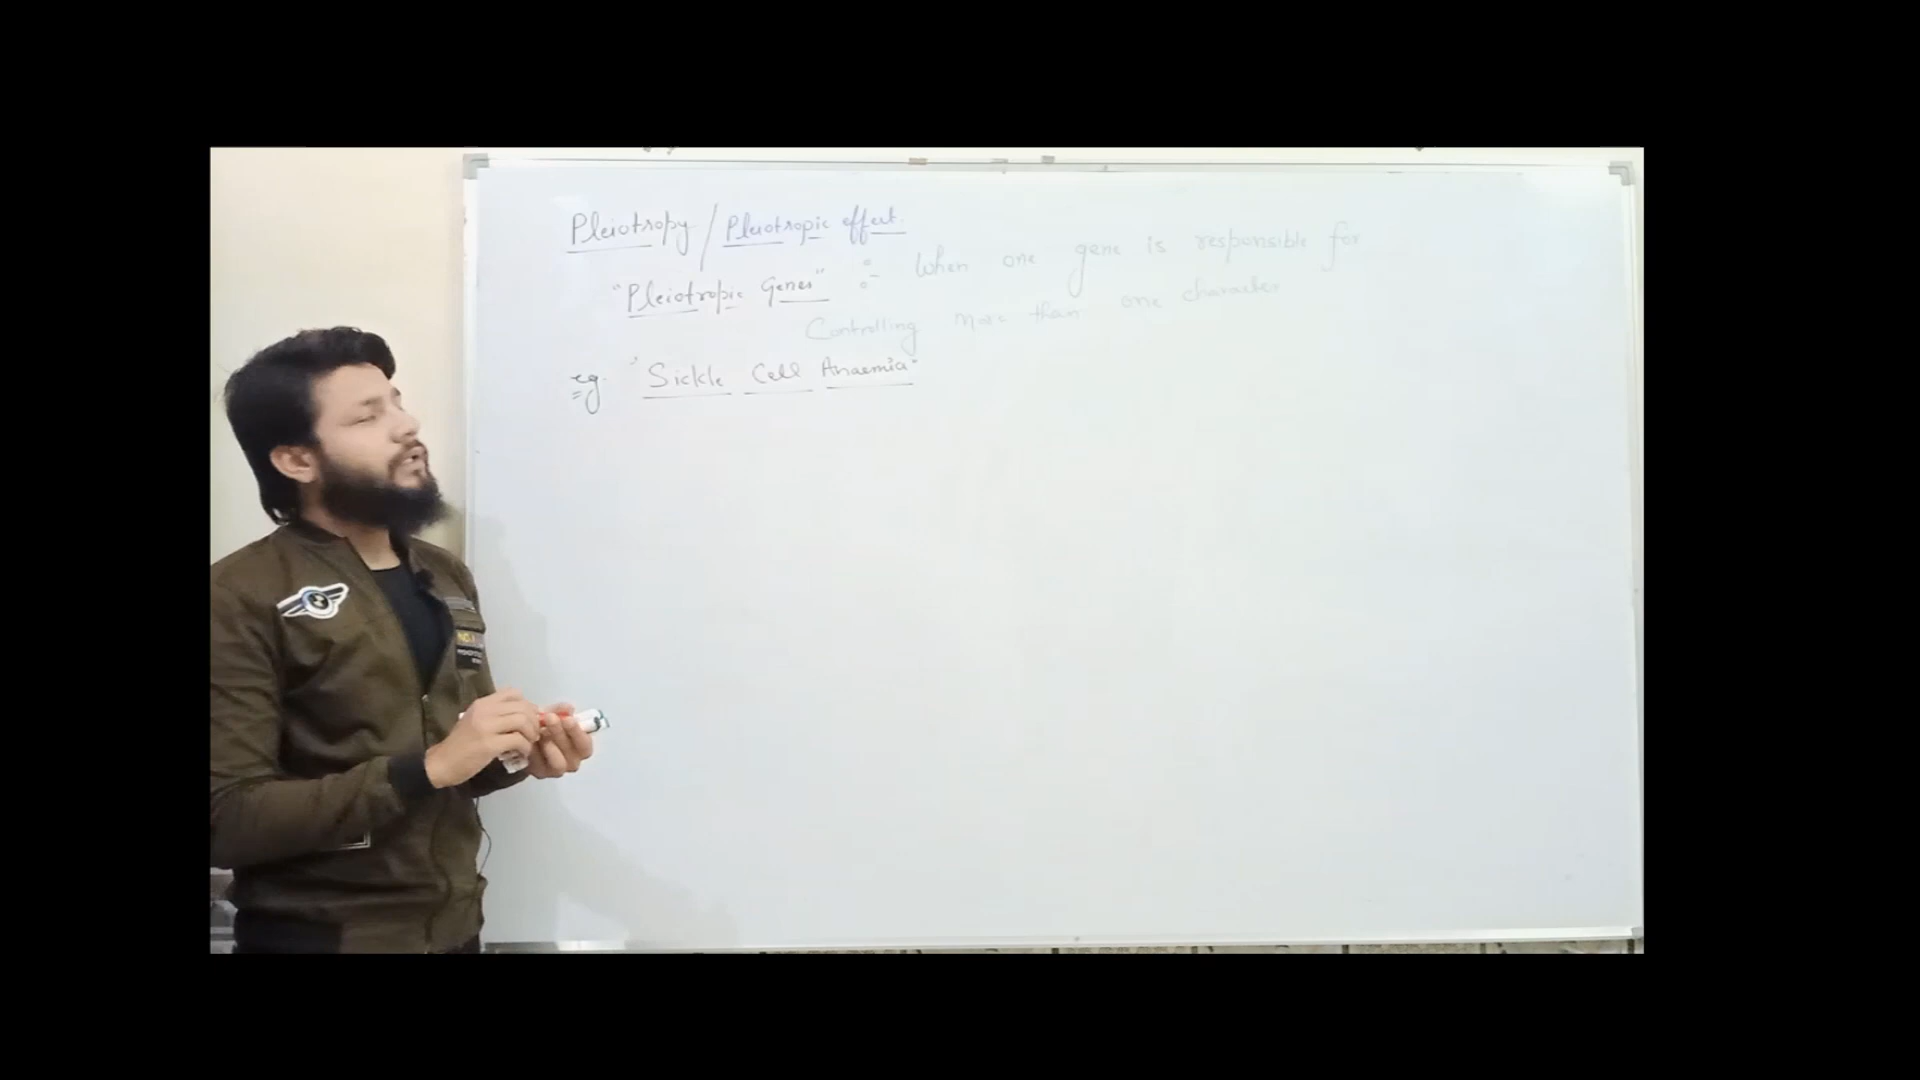 Pleiotropy / Pleiotropic effect.
"Pleiotropic Genes" :- When one gene is responsible for
Controlling more than one character
eg. "Sickle Cell Anaemia"